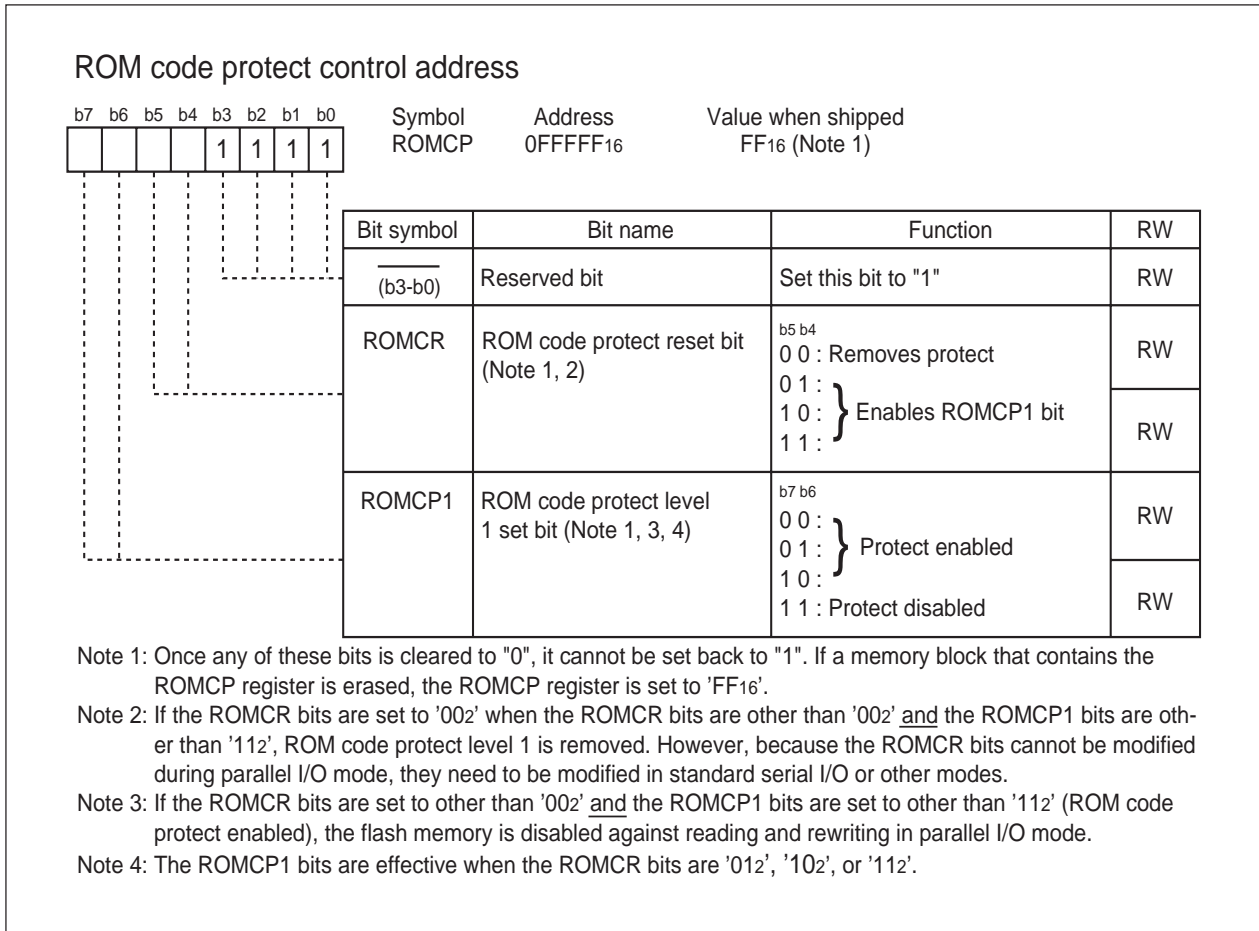 ROM code protect control address
b7 b6 b5 b4 b3 b2 b1 b0 Symbol Address Value when shipped
1 1 1 1 ROMCP 0FFFFF16 FF16 (Note 1)
Bit symbol Bit name Function RW
(b3-b0) Reserved bit Set this bit to "1" RW
ROMCR ROM code protect reset bit (Note 1, 2) b5 b4
0 0 : Removes protect RW
0 1 :
1 0 : } Enables ROMCP1 bit
1 1 : RW
ROMCP1 ROM code protect level 1 set bit (Note 1, 3, 4) b7 b6
0 0 : RW
0 1 : } Protect enabled
1 0 :
1 1 : Protect disabled RW
Note 1: Once any of these bits is cleared to "0", it cannot be set back to "1". If a memory block that contains the
ROMCP register is erased, the ROMCP register is set to 'FF16'.
Note 2: If the ROMCR bits are set to '002' when the ROMCR bits are other than '002' and the ROMCP1 bits are oth-
er than '112', ROM code protect level 1 is removed. However, because the ROMCR bits cannot be modified
during parallel I/O mode, they need to be modified in standard serial I/O or other modes.
Note 3: If the ROMCR bits are set to other than '002' and the ROMCP1 bits are set to other than '112' (ROM code
protect enabled), the flash memory is disabled against reading and rewriting in parallel I/O mode.
Note 4: The ROMCP1 bits are effective when the ROMCR bits are '012', '102', or '112'.